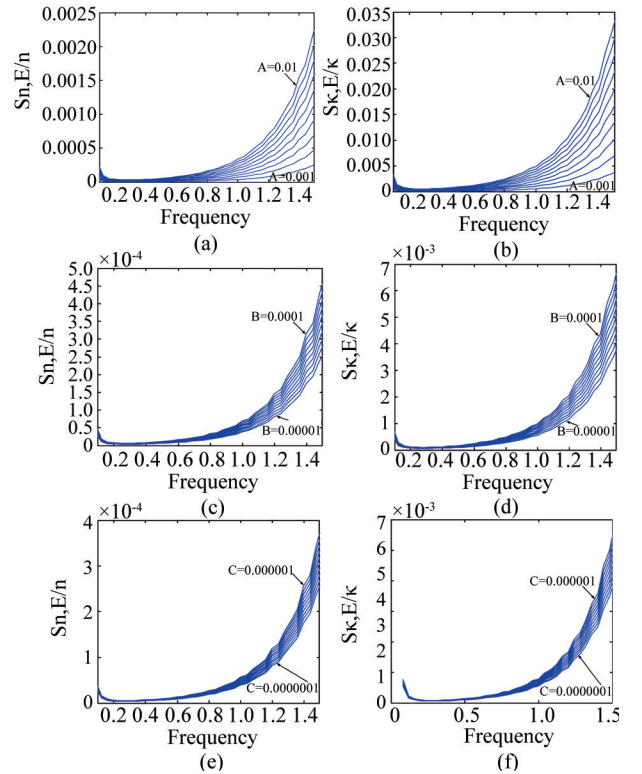 0.0025
0.0020
0.0015
0.0010
0.0005
0
Sn,E/n
A=0.01
A=0.001
0.2 0.4 0.6 0.8 1.0 1.2 1.4
Frequency
(a)
0.035
0.030
0.025
0.020
0.015
0.010
0.005
0
Sκ,E/κ
A=0.01
A=0.001
0.2 0.4 0.6 0.8 1.0 1.2 1.4
Frequency
(b)
×10⁻⁴
5.0
4.5
4.0
3.5
3.0
2.5
2.0
1.5
1.0
0.5
0
Sn,E/n
B=0.0001
B=0.00001
0.2 0.4 0.6 0.8 1.0 1.2 1.4
Frequency
(c)
×10⁻³
7
6
5
4
3
2
1
0
Sκ,E/κ
B=0.0001
B=0.00001
0.2 0.4 0.6 0.8 1.0 1.2 1.4
Frequency
(d)
×10⁻⁴
4
3
2
1
0
Sn,E/n
C=0.000001
C=0.0000001
0.2 0.4 0.6 0.8 1.0 1.2 1.4
Frequency
(e)
×10⁻³
7
6
5
4
3
2
1
0
Sκ,E/κ
C=0.000001
C=0.0000001
0 0.5 1.0 1.5
Frequency
(f)